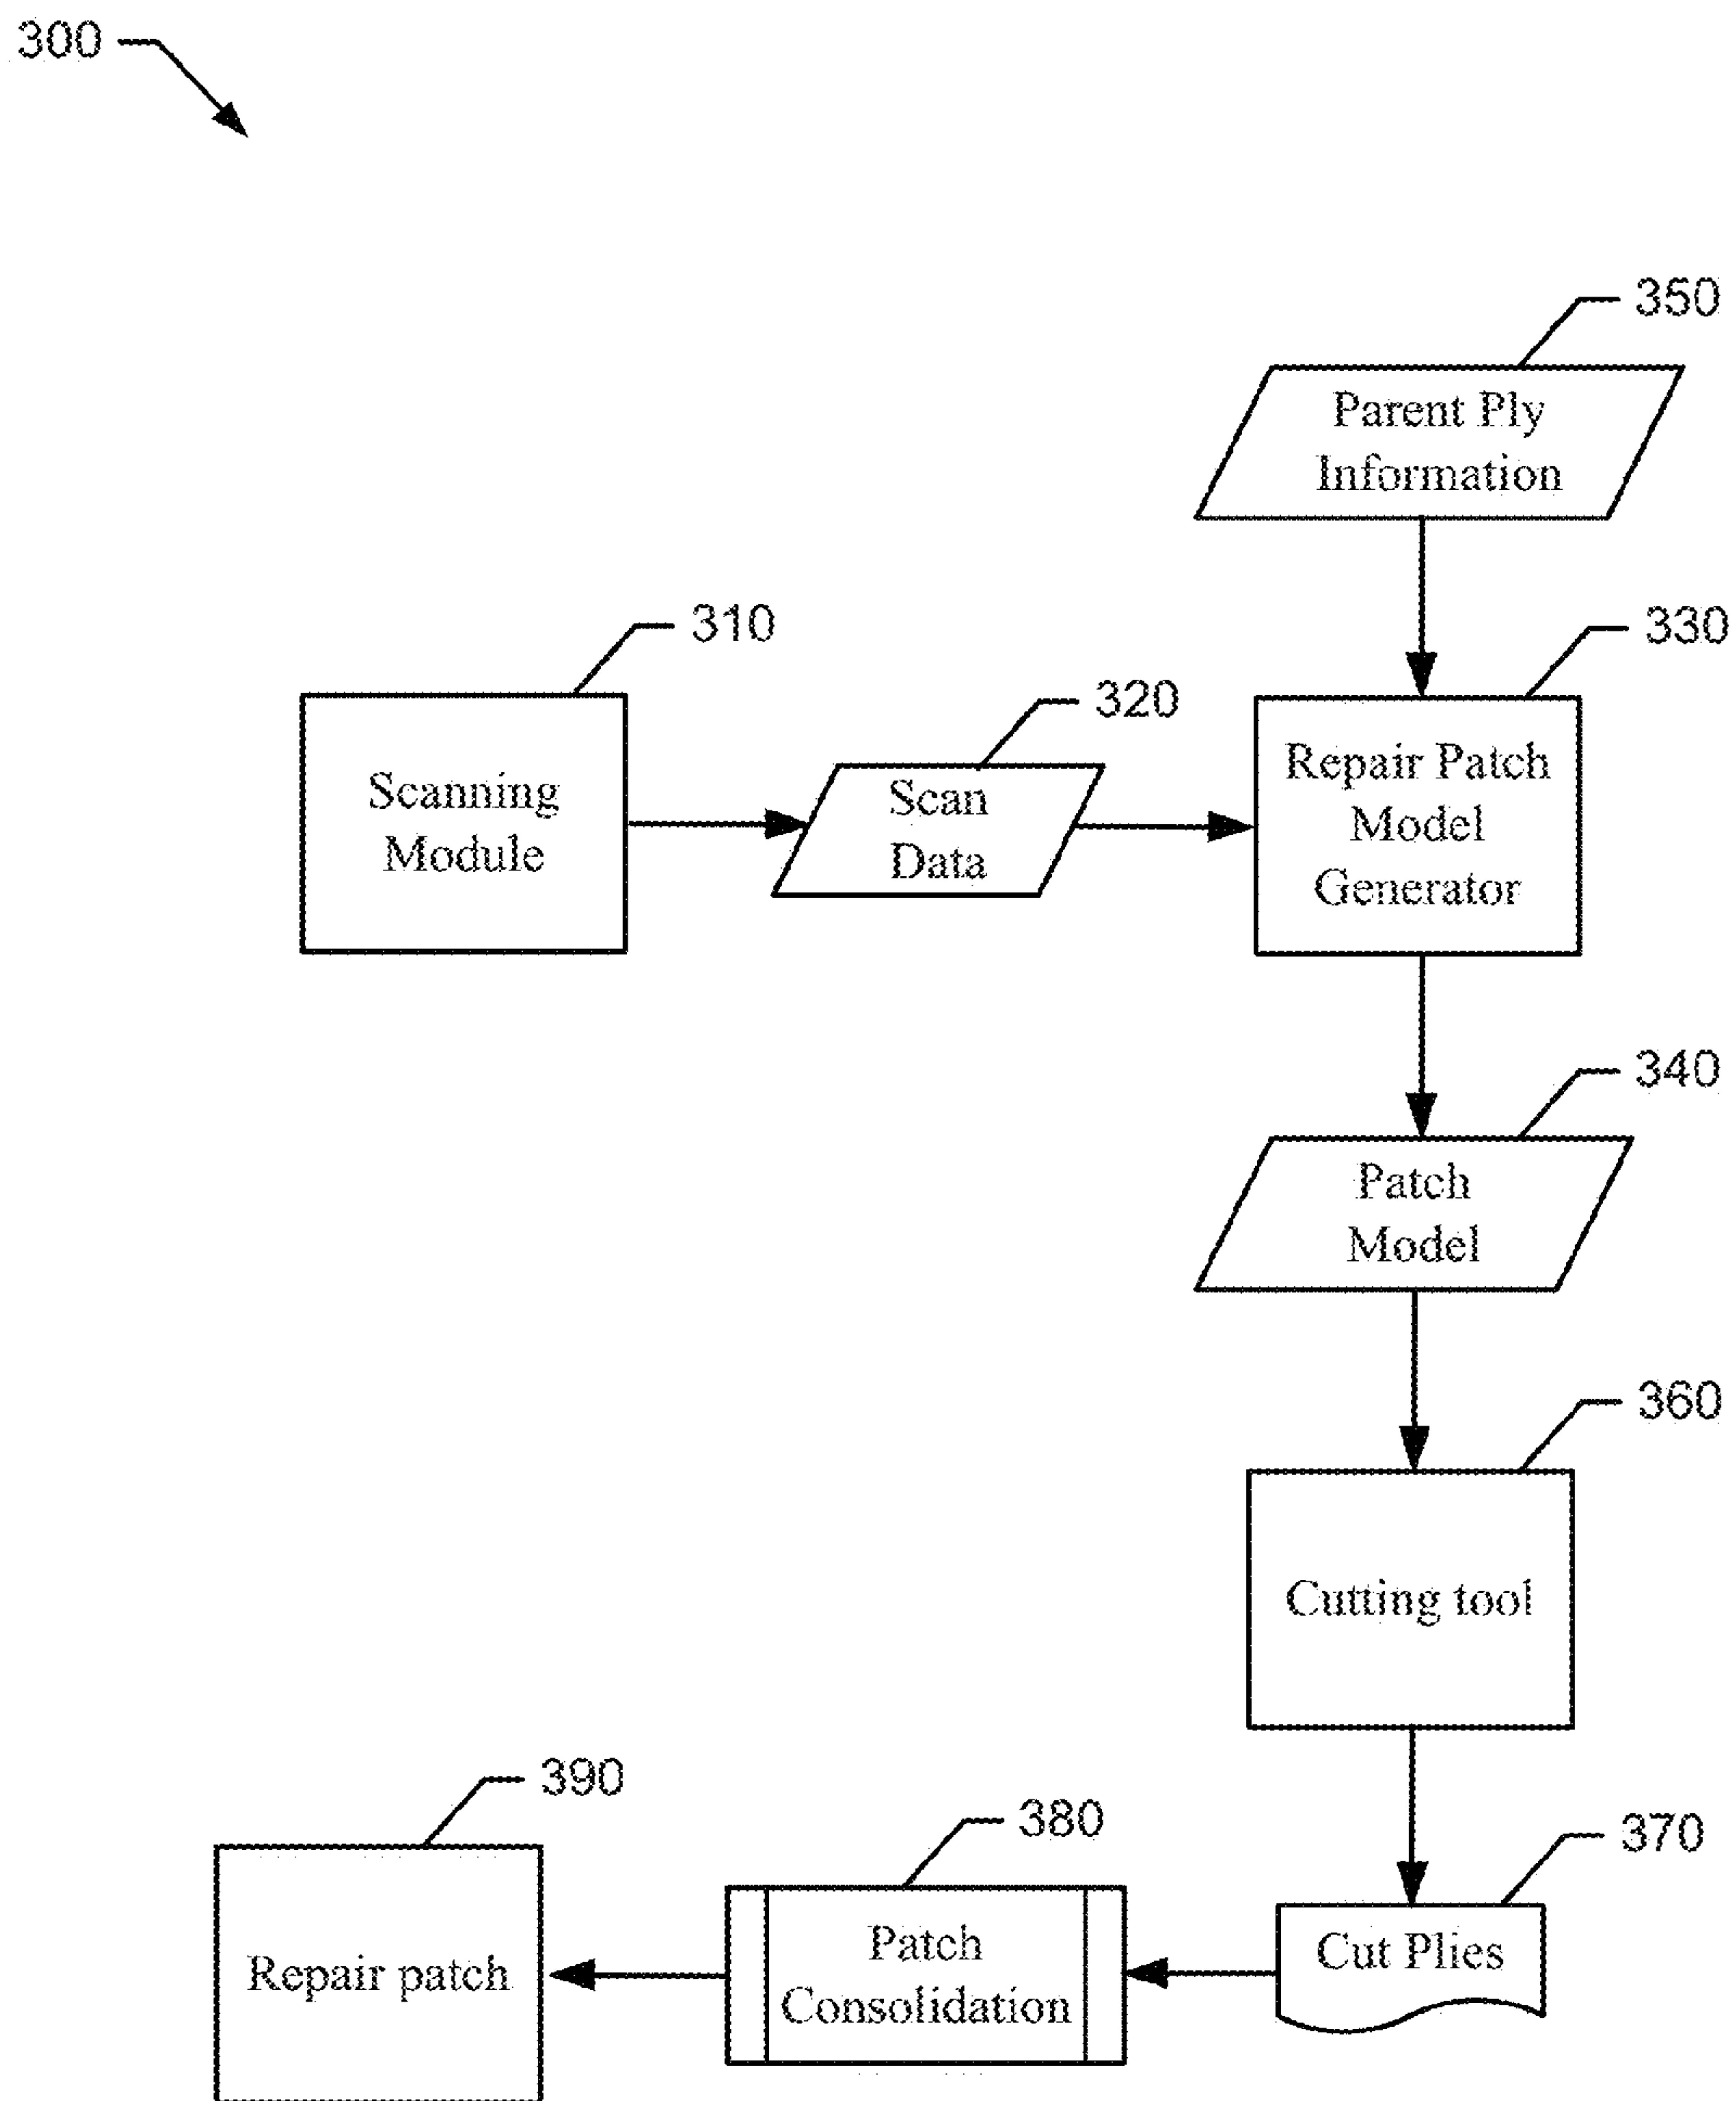 300
350
Parent Ply
Information
310
330
320
Scanning
Module
Scan
Data
Repair Patch
Model
Generator
340
Patch
Model
360
Cutting tool
390
380
370
Repair patch
Patch
Consolidation
Cut Plies